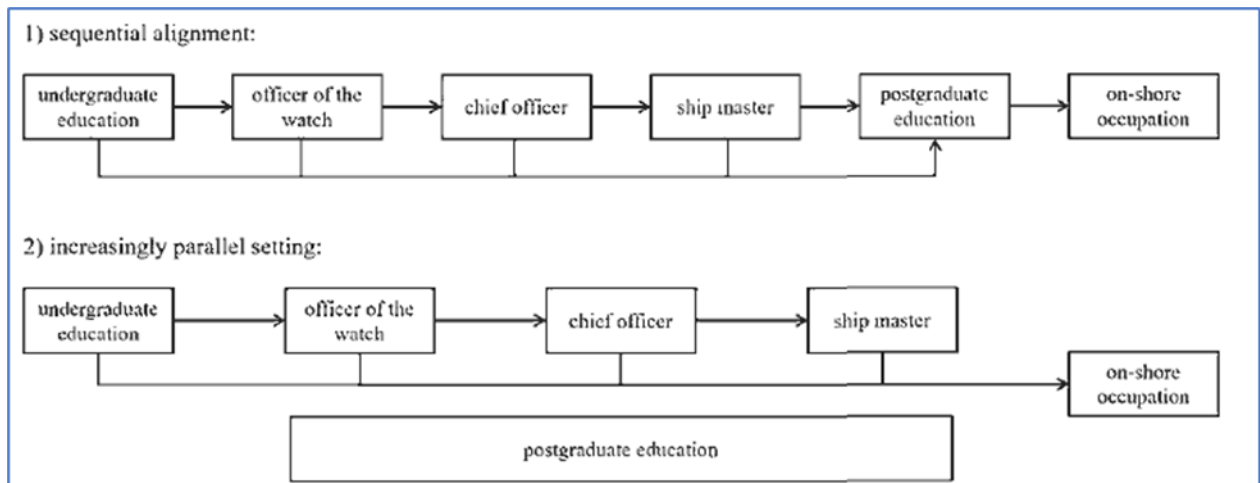 1) sequential alignment:
undergraduate
education
officer of the
watch
chief officer
ship master
postgraduate
education
on-shore
occupation
2) increasingly parallel setting:
undergraduate
education
officer of the
watch
chief officer
ship master
on-shore
occupation
postgraduate education